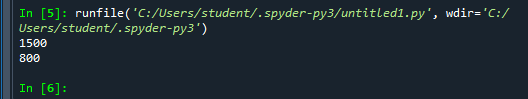 In [5]: runfile('C:/Users/student/.spyder-py3/untitled1.py', wdir='C:/
Users/student/.spyder-py3')
1500
800
In [6]: